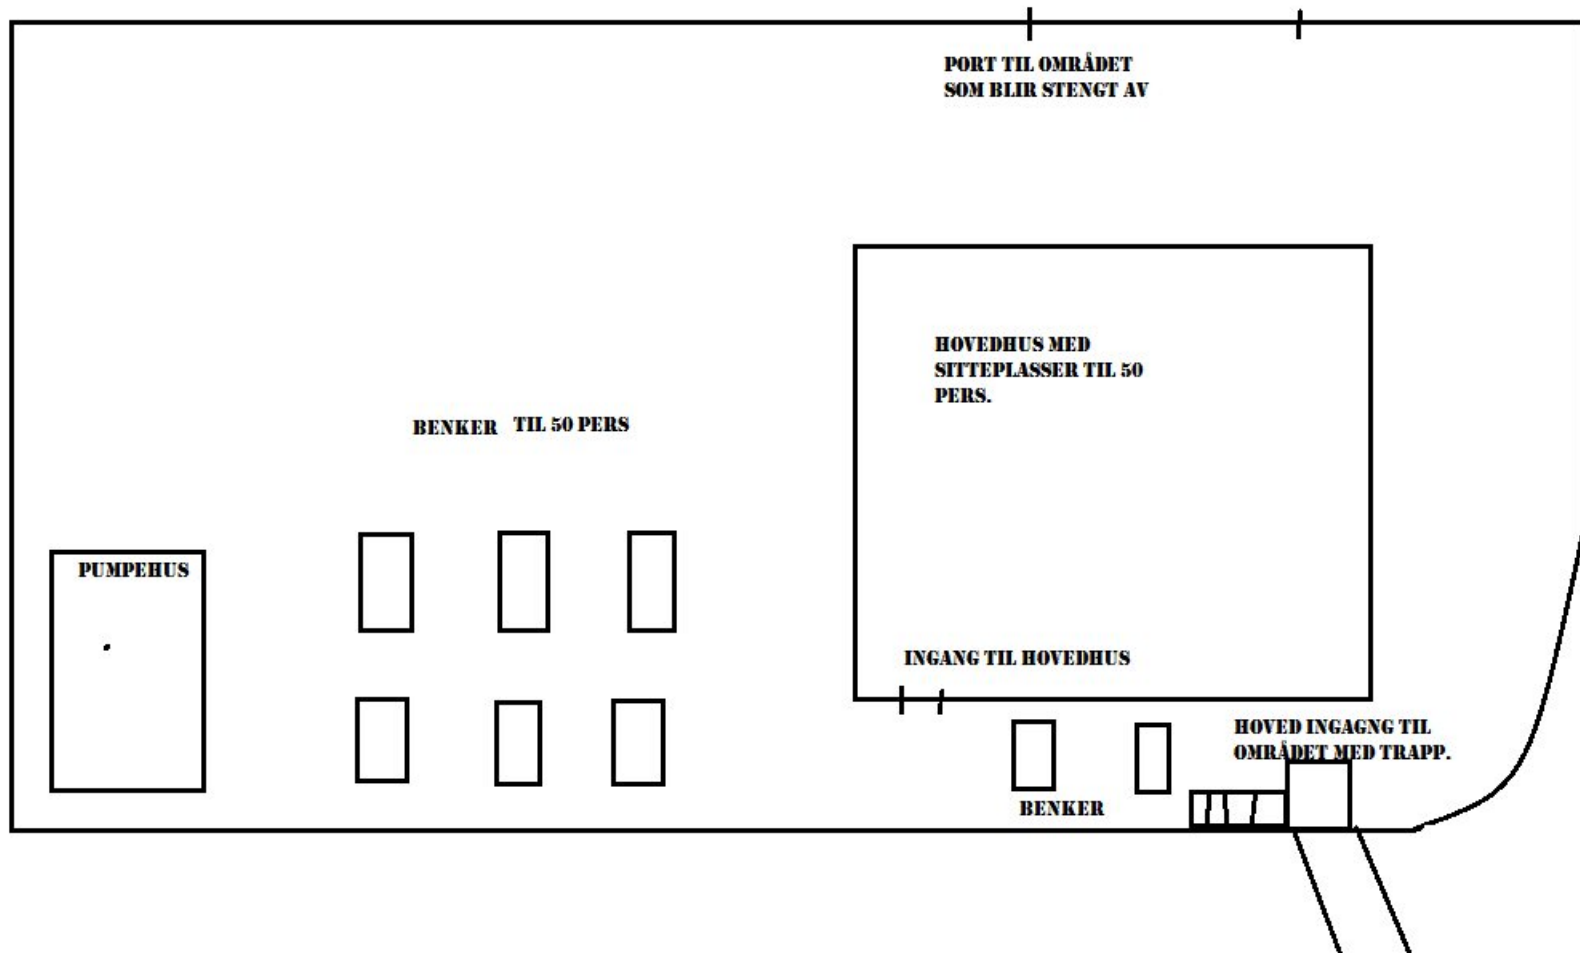 PORT TIL OMRÅDET
SOM BLIR STENGT AV
HOVEDHUS MED
SITTEPLASSER TIL 50
PERS.
BENKER TIL 50 PERS
PUMPEHUS
INGANG TIL HOVEDHUS
HOVED INGAGNG TIL
OMRÅDET MED TRAPP.
BENKER